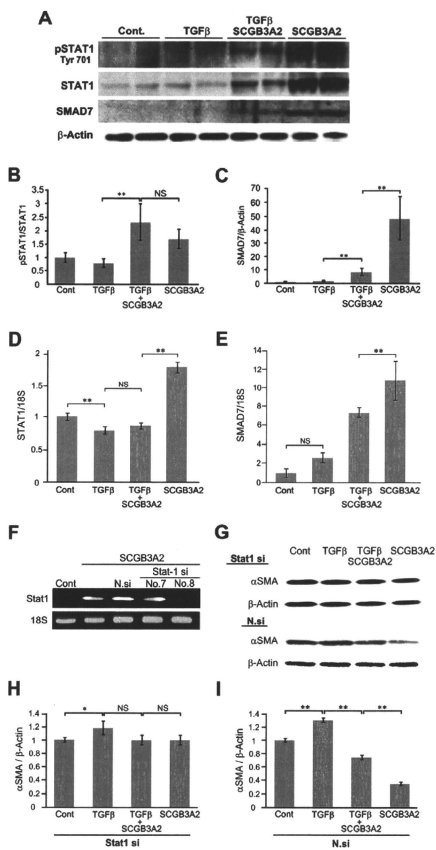 A
Cont.
TGFβ
TGFβ
SCGB3A2
SCGB3A2
pSTAT1
Tyr 701
STAT1
SMAD7
β-Actin
B
pSTAT1/STAT1
3.5
3
2.5
2
1.5
1
0.5
0
**
NS
Cont
TGFβ
TGFβ
+
SCGB3A2
SCGB3A2
C
SMAD7/β-Actin
80
70
60
50
40
30
20
10
0
**
**
Cont
TGFβ
TGFβ
+
SCGB3A2
SCGB3A2
D
STAT1/18S
2
1.5
1
0.5
0
**
NS
**
Cont
TGFβ
TGFβ
+
SCGB3A2
SCGB3A2
E
SMAD7/18S
14
12
10
8
6
4
2
0
NS
**
Cont
TGFβ
TGFβ
+
SCGB3A2
SCGB3A2
F
SCGB3A2
Stat-1 si
Cont
N.si
No.7
No.8
Stat1
18S
G
Cont
TGFβ
TGFβ
SCGB3A2
SCGB3A2
Stat1 si
αSMA
β-Actin
N.si
αSMA
β-Actin
H
αSMA / β-Actin
1.4
1.2
1
0.8
0.6
0.4
0.2
0
*
NS
NS
Cont
TGFβ
TGFβ
+
SCGB3A2
SCGB3A2
Stat1 si
I
αSMA / β-Actin
1.4
1.2
1
0.8
0.6
0.4
0.2
0
**
**
**
Cont
TGFβ
TGFβ
+
SCGB3A2
SCGB3A2
N.si